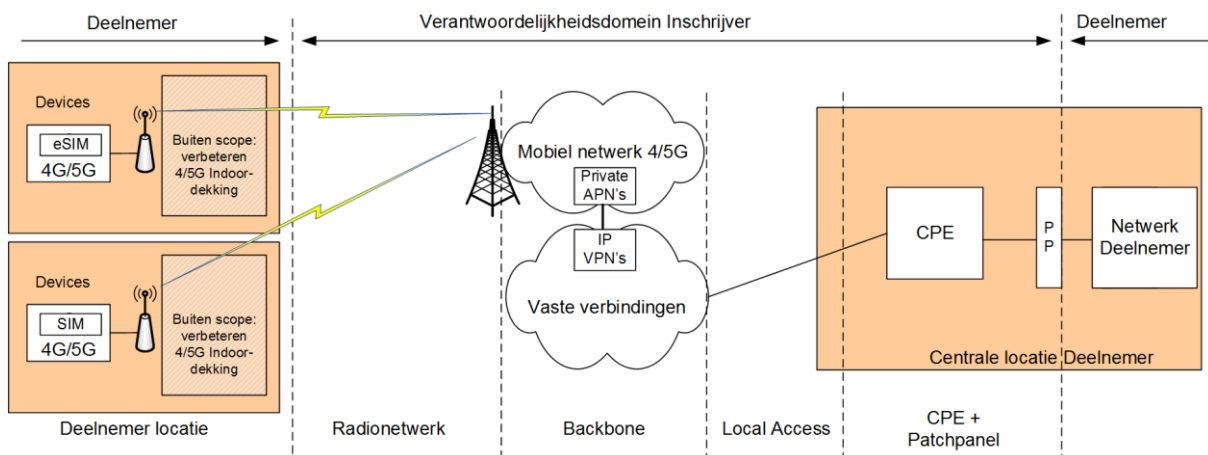 Deelnemer
Verantwoordelijkheidsdomein Inschrijver
Deelnemer
Devices
eSIM
4G/5G
Buiten scope:
verbeteren
4/5G Indoor-
dekking
Devices
SIM
4G/5G
Buiten scope:
verbeteren
4/5G Indoor-
dekking
Mobiel netwerk 4/5G
Private
APN's
IP
VPN's
Vaste verbindingen
CPE
P
P
Netwerk
Deelnemer
Centrale locatie Deelnemer
Deelnemer locatie
Radionetwerk
Backbone
Local Access
CPE +
Patchpanel